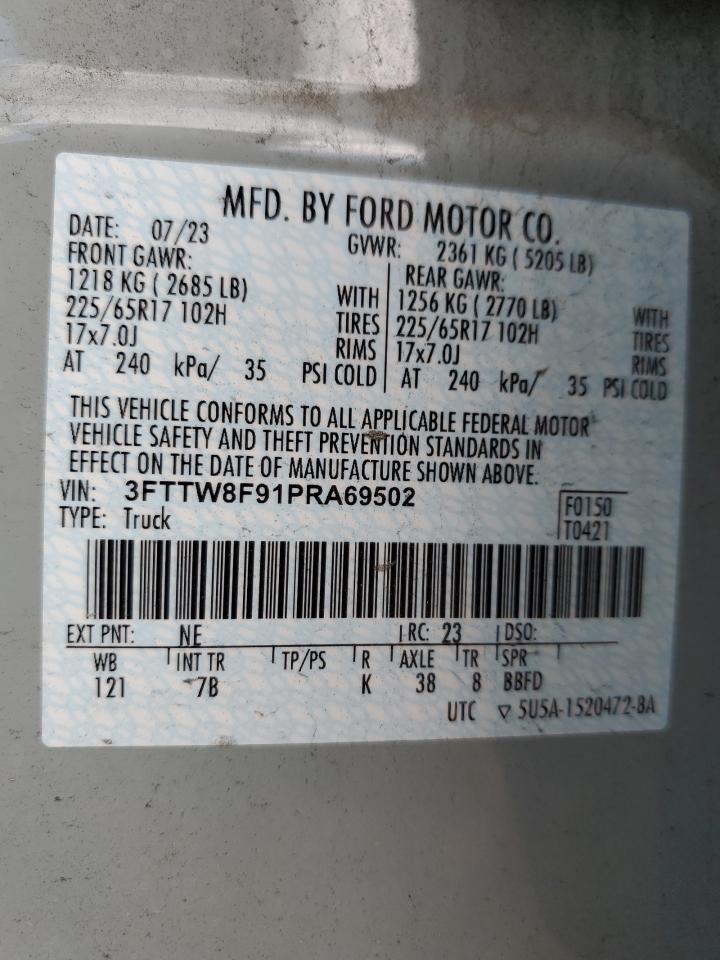 MFD. BY FORD MOTOR CO.
DATE: 07/23 GVWR: 2361 KG ( 5205 LB)
FRONT GAWR: REAR GAWR:
1218 KG ( 2685 LB) WITH 1256 KG ( 2770 LB) WITH
225/65R17 102H TIRES 225/65R17 102H TIRES
17x7.0J RIMS 17x7.0J RIMS
AT 240 kPa/ 35 PSI COLD AT 240 kPa/ 35 PSI COLD
THIS VEHICLE CONFORMS TO ALL APPLICABLE FEDERAL MOTOR
VEHICLE SAFETY AND THEFT PREVENTION STANDARDS IN
EFFECT ON THE DATE OF MANUFACTURE SHOWN ABOVE.
VIN: 3FTTW8F91PRA69502 F0150
TYPE: Truck T0421
EXT PNT: NE RC: 23 DSO:
WB INT TR TP/PS R AXLE TR SPR
121 7B K 38 8 BBFD
UTC ▽ 5U5A-1520472-BA